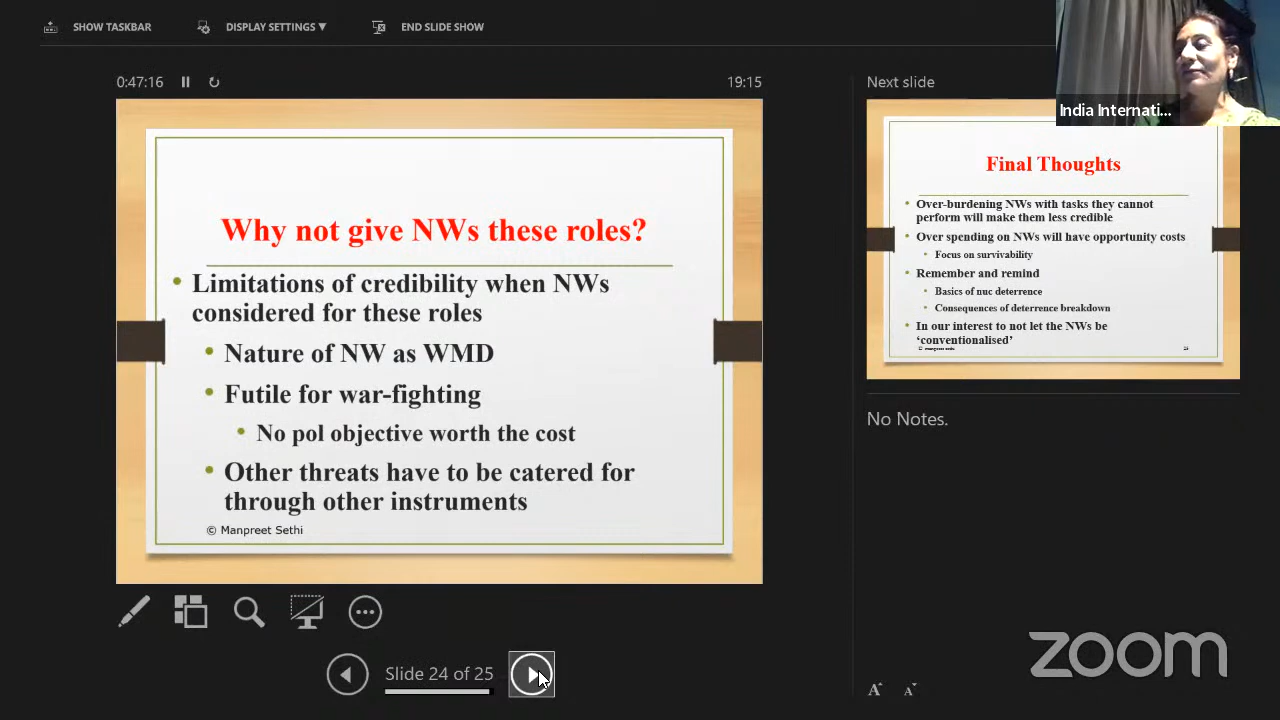 SHOW TASKBAR
DISPLAY SETTINGS ▼
END SLIDE SHOW
India Internati...
0:47:16
19:15
Next slide
Why not give NWs these roles?
• Limitations of credibility when NWs
considered for these roles
• Nature of NW as WMD
• Futile for war-fighting
• No pol objective worth the cost
• Other threats have to be catered for
through other instruments
© Manpreet Sethi
Final Thoughts
• Over-burdening NWs with tasks they cannot
perform will make them less credible
• Over spending on NWs will have opportunity costs
• Focus on survivability
• Remember and remind
• Basics of nuc deterrence
• Consequences of deterrence breakdown
• In our interest to not let the NWs be
‘conventionalised’
© manpreet sethi
No Notes.
Slide 24 of 25
A A
zoom